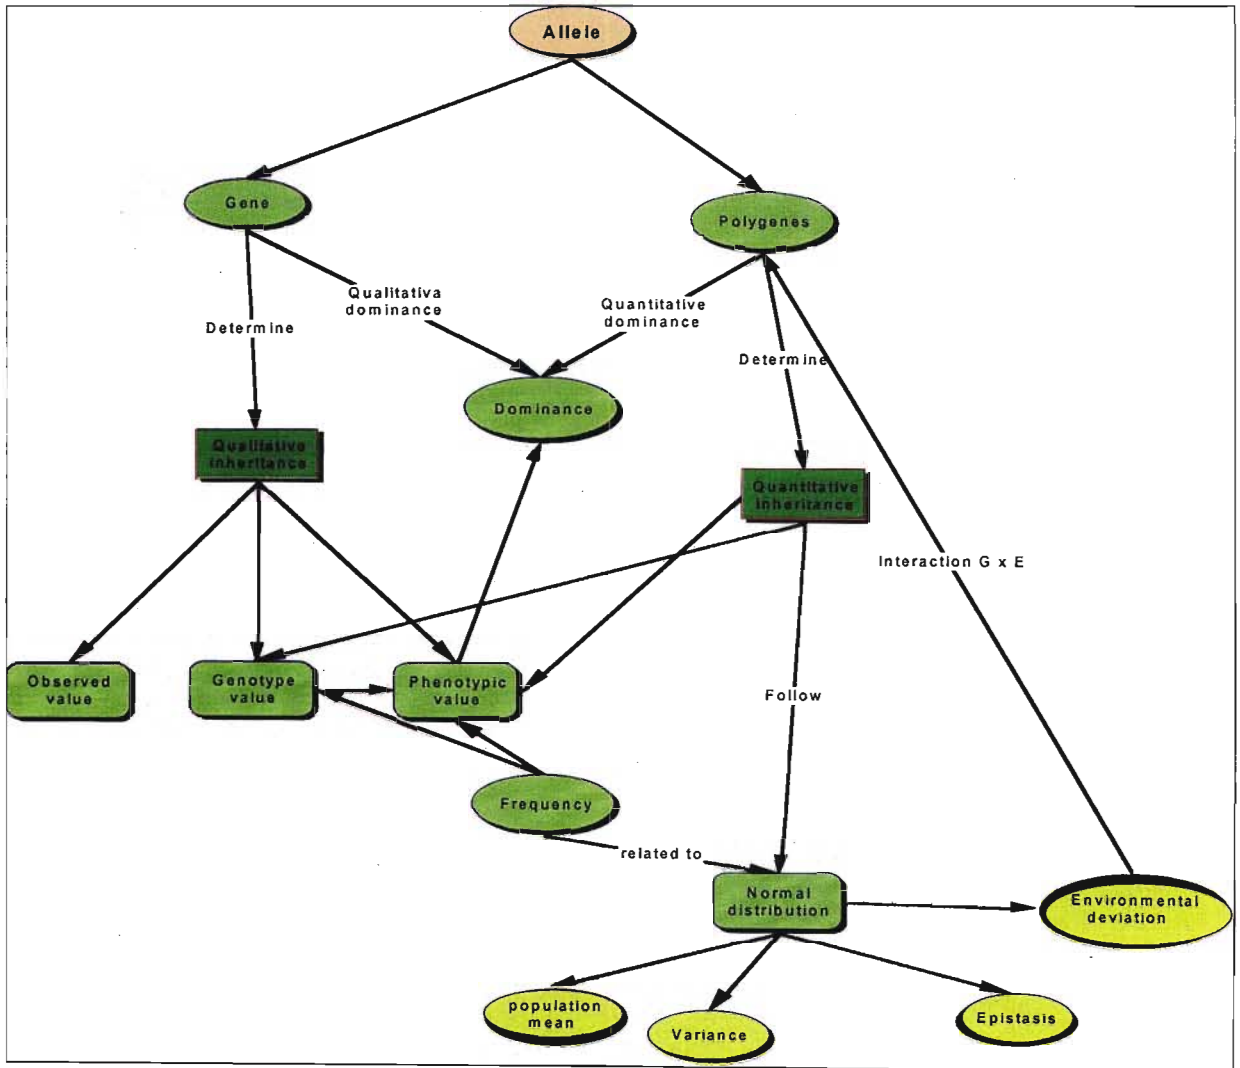 Allele
Gene
Polygenes
Qualitativa
dominance
Quantitative
dominance
Determine
Determine
Dominance
Qualitative
inheritance
Quantitative
inheritance
Interaction G x E
Observed
value
Genotype
value
Phenotypic
value
Follow
Frequency
related to
Normal
distribution
Environmental
deviation
population
mean
Variance
Epistasis